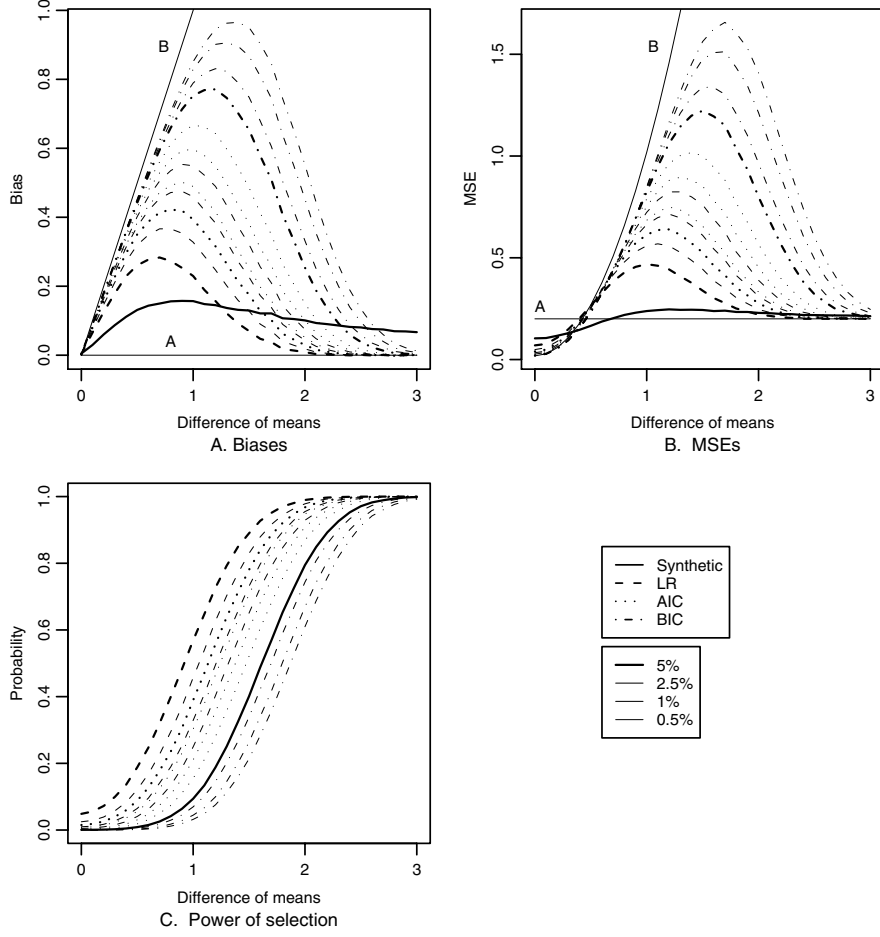 1.0
0.8
0.6
0.4
0.2
0.0
Bias
B
A
0 1 2 3
Difference of means
A. Biases
1.5
1.0
0.5
0.0
MSE
B
A
0 1 2 3
Difference of means
B. MSEs
1.0
0.8
0.6
0.4
0.2
0.0
Probability
0 1 2 3
Difference of means
C. Power of selection
Synthetic
LR
AIC
BIC
5%
2.5%
1%
0.5%